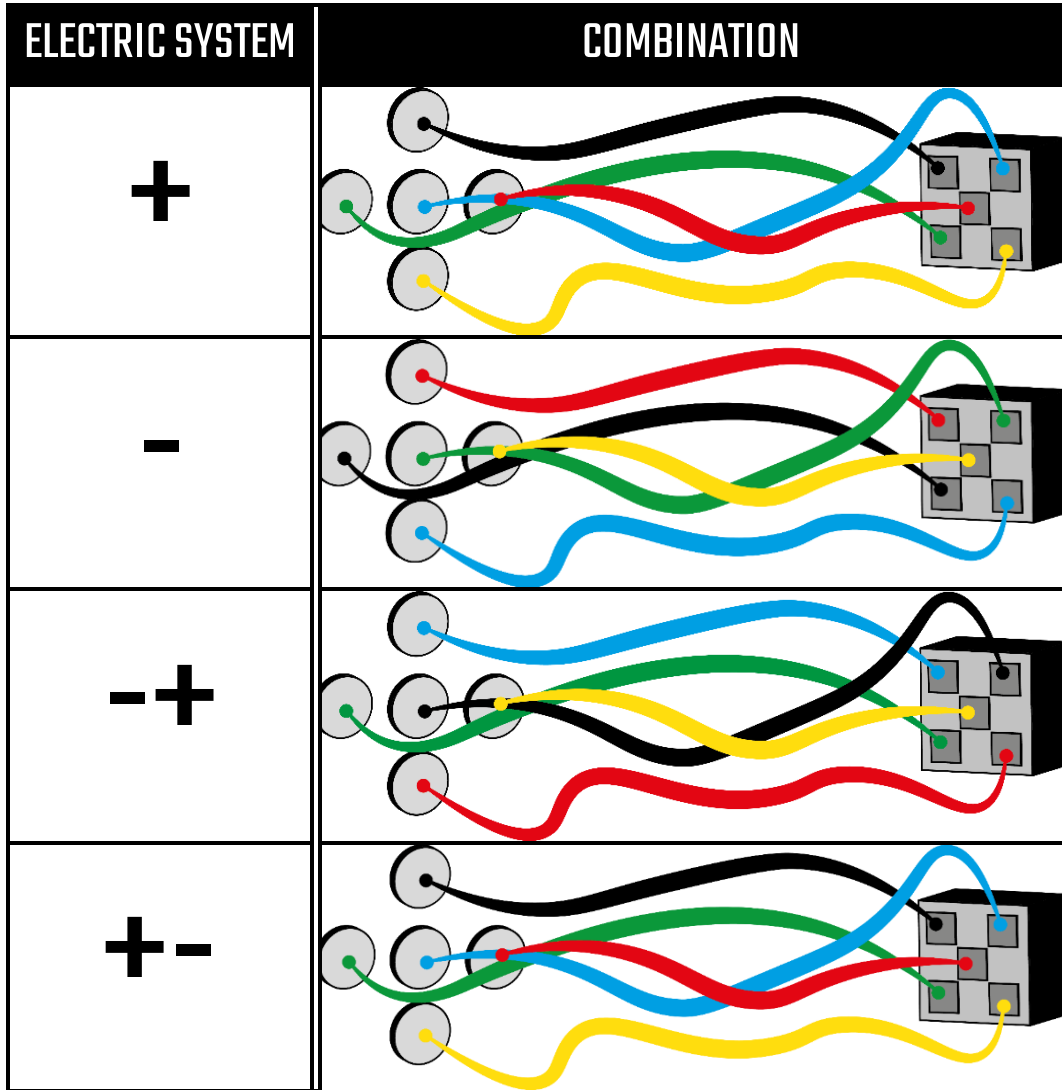 ELECTRIC SYSTEM
COMBINATION
+
-
-+
+-